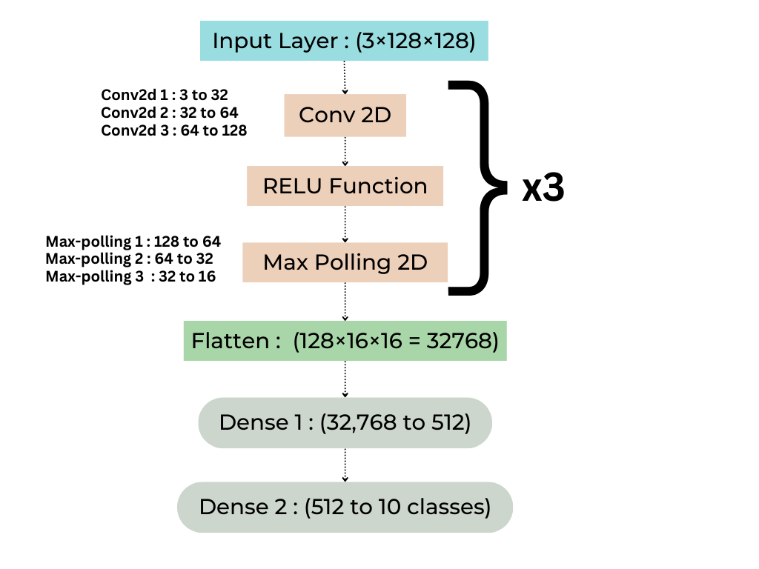 Input Layer : (3×128×128)
Conv2d 1 : 3 to 32
Conv2d 2 : 32 to 64
Conv2d 3 : 64 to 128
Conv 2D
RELU Function
x3
Max-polling 1 : 128 to 64
Max-polling 2 : 64 to 32
Max-polling 3 : 32 to 16
Max Polling 2D
Flatten : (128×16×16 = 32768)
Dense 1 : (32,768 to 512)
Dense 2 : (512 to 10 classes)